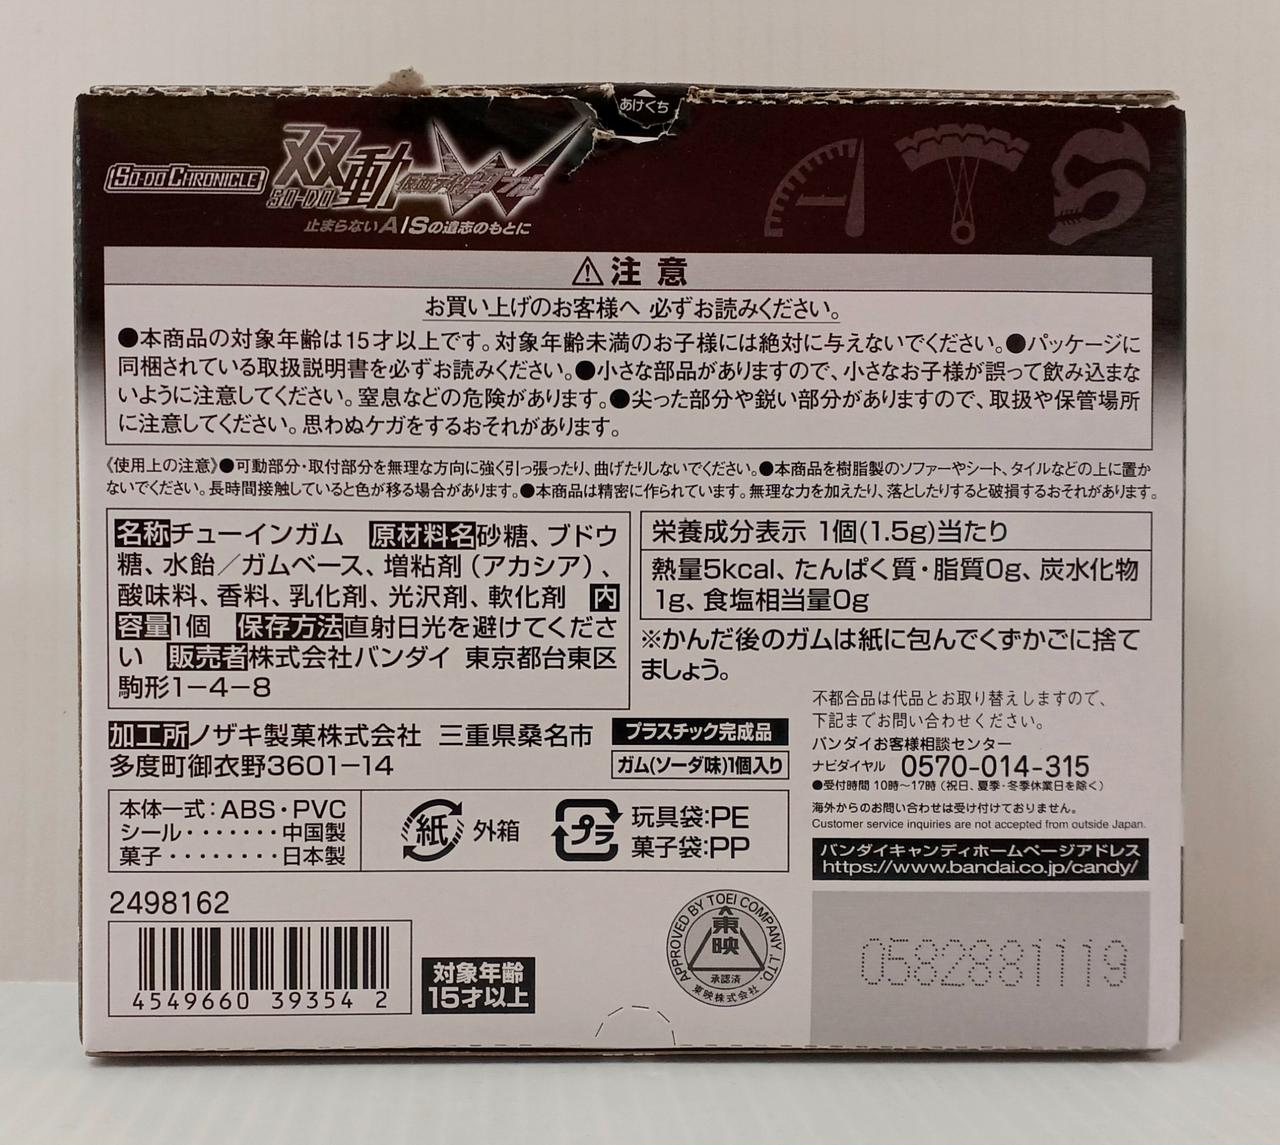 あけくち
SO-DO CHRONICLE 双動 仮面ライダーダブル
SO-DO
止まらないAtSの遺志のもとに
⚠注意
お買い上げのお客様へ 必ずお読みください。
●本商品の対象年齢は15才以上です。対象年齢未満のお子様には絶対に与えないでください。●パッケージに
同梱されている取扱説明書を必ずお読みください。●小さな部品がありますので、小さなお子様が誤って飲み込まな
いように注意してください。窒息などの危険があります。●尖った部分や鋭い部分がありますので、取扱や保管場所
に注意してください。思わぬケガをするおそれがあります。
《使用上の注意》●可動部分・取付部分を無理な方向に強く引っ張ったり、曲げたりしないでください。●本商品を樹脂製のソファーやシート、タイルなどの上に置か
ないでください。長時間接触していると色が移る場合があります。●本商品は精密に作られています。無理な力を加えたり、落としたりすると破損するおそれがあります。
名称チューインガム 原材料名砂糖、ブドウ
糖、水飴／ガムベース、増粘剤（アカシア）、
酸味料、香料、乳化剤、光沢剤、軟化剤 内
容量1個 保存方法直射日光を避けてくださ
い 販売者株式会社バンダイ 東京都台東区
駒形1−4−8
栄養成分表示 1個(1.5g)当たり
熱量5kcal、たんぱく質・脂質0g、炭水化物
1g、食塩相当量0g
※かんだ後のガムは紙に包んでくずかごに捨て
ましょう。
加工所ノザキ製菓株式会社 三重県桑名市
多度町御衣野3601−14
プラスチック完成品
ガム(ソーダ味)1個入り
不都合品は代品とお取り替えしますので、
下記までお問い合わせください。
バンダイお客様相談センター
ナビダイヤル 0570-014-315
●受付時間 10時〜17時（祝日、夏季・冬季休業日を除く）
海外からのお問い合わせは受け付けておりません。
Customer service inquiries are not accepted from outside Japan.
バンダイキャンディホームページアドレス
https://www.bandai.co.jp/candy/
本体一式：ABS・PVC
シール・・・・・・・中国製
菓子・・・・・・・・日本製
紙 外箱
プラ 玩具袋:PE
菓子袋:PP
2498162
4549660 39354 2
対象年齢
15才以上
APPROVED BY TOEI COMPANY, LTD.
東映
承認済
東映株式会社
0582881119